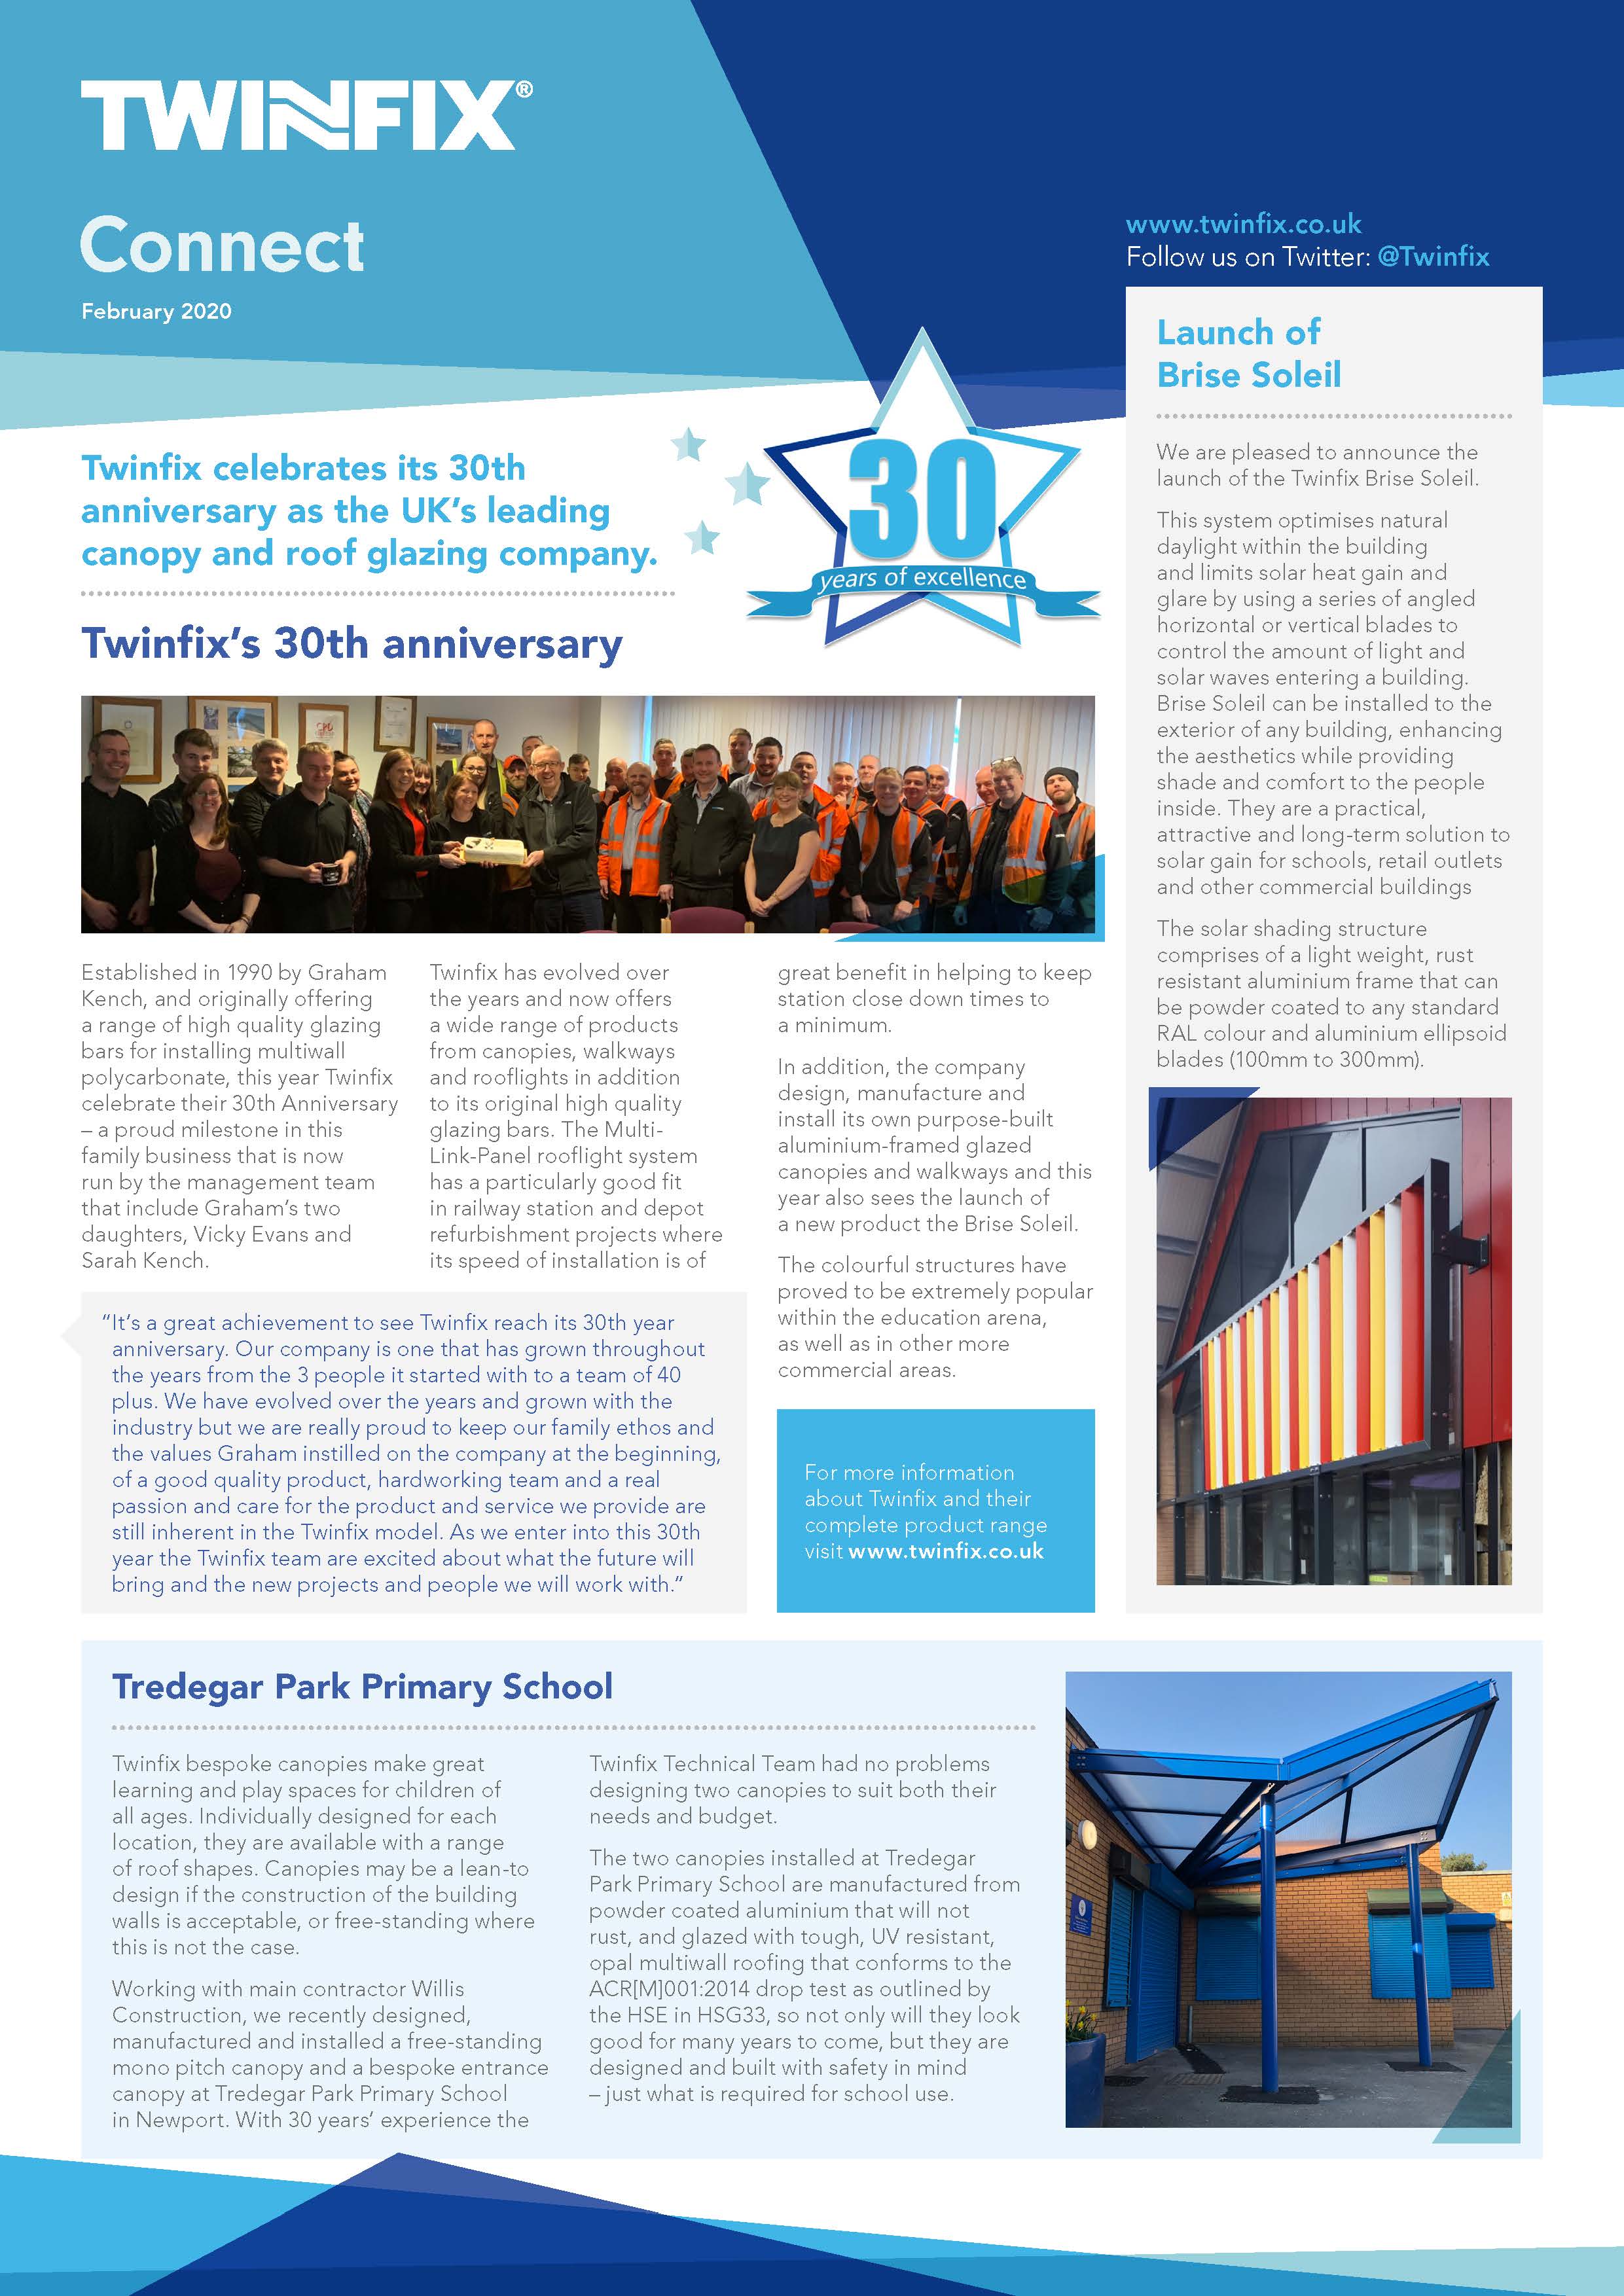 TWINFIX®
Connect
February 2020
www.twinfix.co.uk
Follow us on Twitter: @Twinfix
Twinfix celebrates its 30th
anniversary as the UK's leading
canopy and roof glazing company.
30
years of excellence
Twinfix's 30th anniversary
Established in 1990 by Graham
Kench, and originally offering
a range of high quality glazing
bars for installing multiwall
polycarbonate, this year Twinfix
celebrate their 30th Anniversary
– a proud milestone in this
family business that is now
run by the management team
that include Graham's two
daughters, Vicky Evans and
Sarah Kench.
Twinfix has evolved over
the years and now offers
a wide range of products
from canopies, walkways
and rooflights in addition
to its original high quality
glazing bars. The Multi-
Link-Panel rooflight system
has a particularly good fit
in railway station and depot
refurbishment projects where
its speed of installation is of
great benefit in helping to keep
station close down times to
a minimum.
In addition, the company
design, manufacture and
install its own purpose-built
aluminium-framed glazed
canopies and walkways and this
year also sees the launch of
a new product the Brise Soleil.
The colourful structures have
proved to be extremely popular
within the education arena,
as well as in other more
commercial areas.
"It's a great achievement to see Twinfix reach its 30th year
anniversary. Our company is one that has grown throughout
the years from the 3 people it started with to a team of 40
plus. We have evolved over the years and grown with the
industry but we are really proud to keep our family ethos and
the values Graham instilled on the company at the beginning,
of a good quality product, hardworking team and a real
passion and care for the product and service we provide are
still inherent in the Twinfix model. As we enter into this 30th
year the Twinfix team are excited about what the future will
bring and the new projects and people we will work with."
For more information
about Twinfix and their
complete product range
visit www.twinfix.co.uk
Launch of
Brise Soleil
We are pleased to announce the
launch of the Twinfix Brise Soleil.
This system optimises natural
daylight within the building
and limits solar heat gain and
glare by using a series of angled
horizontal or vertical blades to
control the amount of light and
solar waves entering a building.
Brise Soleil can be installed to the
exterior of any building, enhancing
the aesthetics while providing
shade and comfort to the people
inside. They are a practical,
attractive and long-term solution to
solar gain for schools, retail outlets
and other commercial buildings
The solar shading structure
comprises of a light weight, rust
resistant aluminium frame that can
be powder coated to any standard
RAL colour and aluminium ellipsoid
blades (100mm to 300mm).
Tredegar Park Primary School
Twinfix bespoke canopies make great
learning and play spaces for children of
all ages. Individually designed for each
location, they are available with a range
of roof shapes. Canopies may be a lean-to
design if the construction of the building
walls is acceptable, or free-standing where
this is not the case.
Working with main contractor Willis
Construction, we recently designed,
manufactured and installed a free-standing
mono pitch canopy and a bespoke entrance
canopy at Tredegar Park Primary School
in Newport. With 30 years' experience the
Twinfix Technical Team had no problems
designing two canopies to suit both their
needs and budget.
The two canopies installed at Tredegar
Park Primary School are manufactured from
powder coated aluminium that will not
rust, and glazed with tough, UV resistant,
opal multiwall roofing that conforms to the
ACR[M]001:2014 drop test as outlined by
the HSE in HSG33, so not only will they look
good for many years to come, but they are
designed and built with safety in mind
– just what is required for school use.